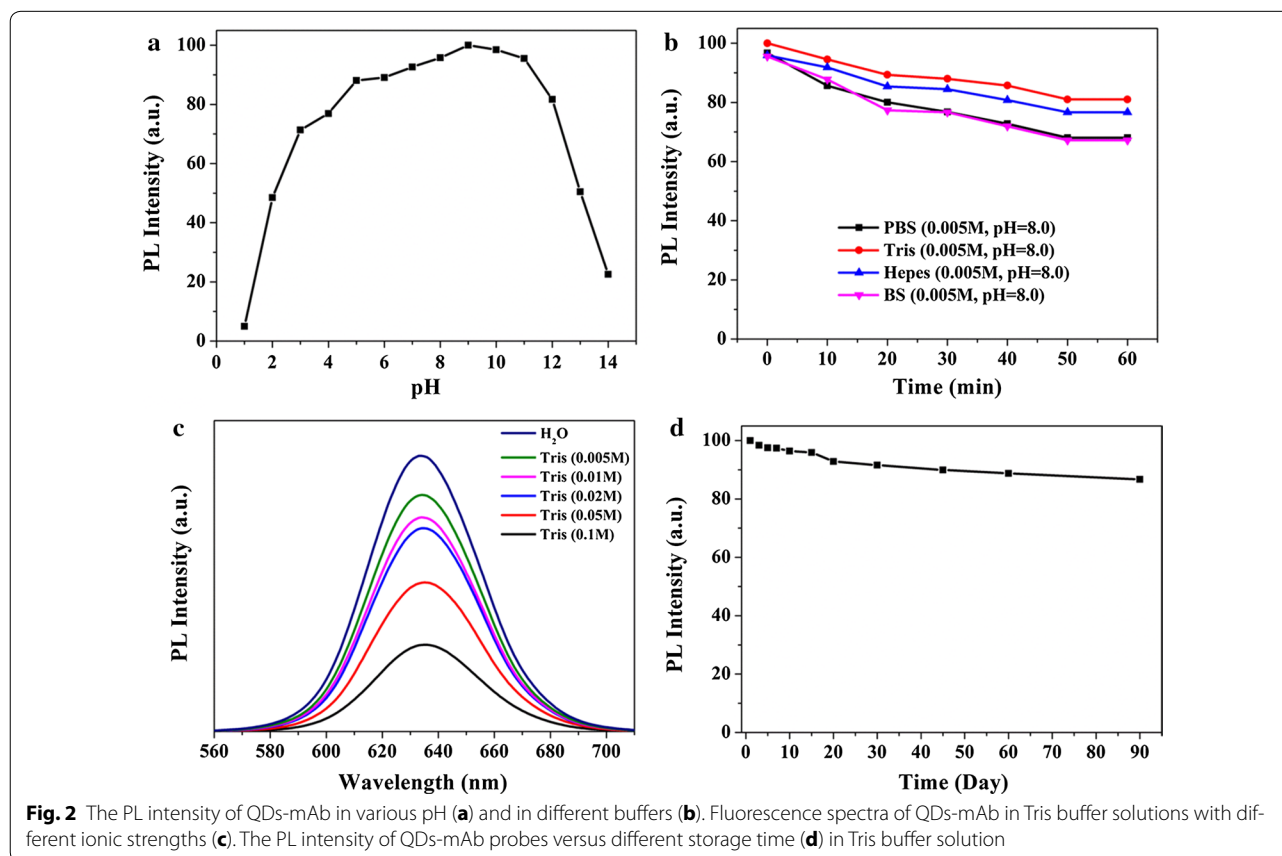 a
100
80
60
40
20
0
PL Intensity (a.u.)
0 2 4 6 8 10 12 14
pH
b
100
80
60
40
20
0
PL Intensity (a.u.)
PBS (0.005M, pH=8.0)
Tris (0.005M, pH=8.0)
Hepes (0.005M, pH=8.0)
BS (0.005M, pH=8.0)
0 10 20 30 40 50 60
Time (min)
c
PL Intensity (a.u.)
H₂O
Tris (0.005M)
Tris (0.01M)
Tris (0.02M)
Tris (0.05M)
Tris (0.1M)
560 580 600 620 640 660 680 700
Wavelength (nm)
d
100
80
60
40
20
0
PL Intensity (a.u.)
0 10 20 30 40 50 60 70 80 90
Time (Day)
Fig. 2 The PL intensity of QDs-mAb in various pH (a) and in different buffers (b). Fluorescence spectra of QDs-mAb in Tris buffer solutions with dif-
ferent ionic strengths (c). The PL intensity of QDs-mAb probes versus different storage time (d) in Tris buffer solution